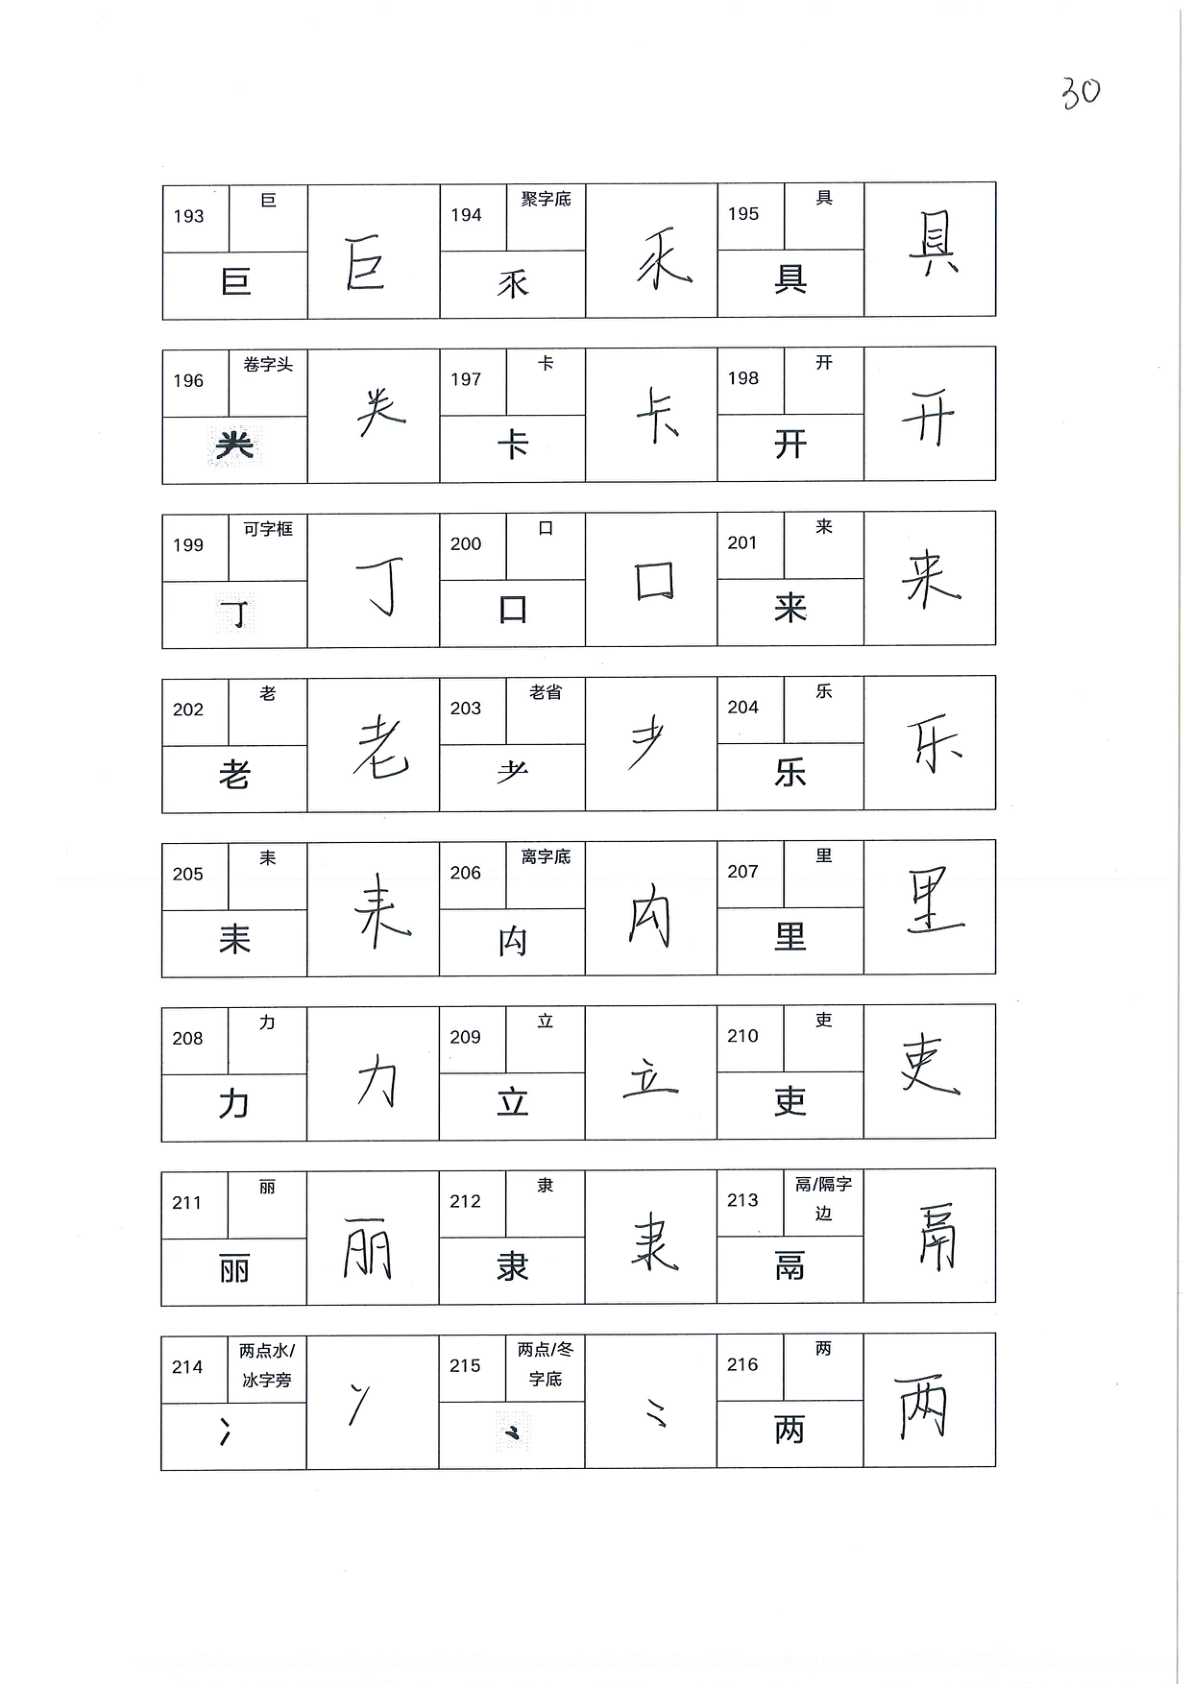 30
193 巨 巨 194 聚字底 乑 195 具 具
巨 乑 具
196 卷字头 龹 197 卡 卡 198 开 开
龹 卡 开
199 可字框 丁 200 口 口 201 来 来
丁 口 来
202 老 老 203 老省 耂 204 乐 乐
老 耂 乐
205 耒 耒 206 离字底 禸 207 里 里
耒 禸 里
208 力 力 209 立 立 210 吏 吏
力 立 吏
211 丽 丽 212 隶 隶 213 鬲/隔字边 鬲
丽 隶 鬲
214 两点水/冰字旁 冫 215 两点/冬字底 ⺀ 216 两 两
冫 ⺀ 两